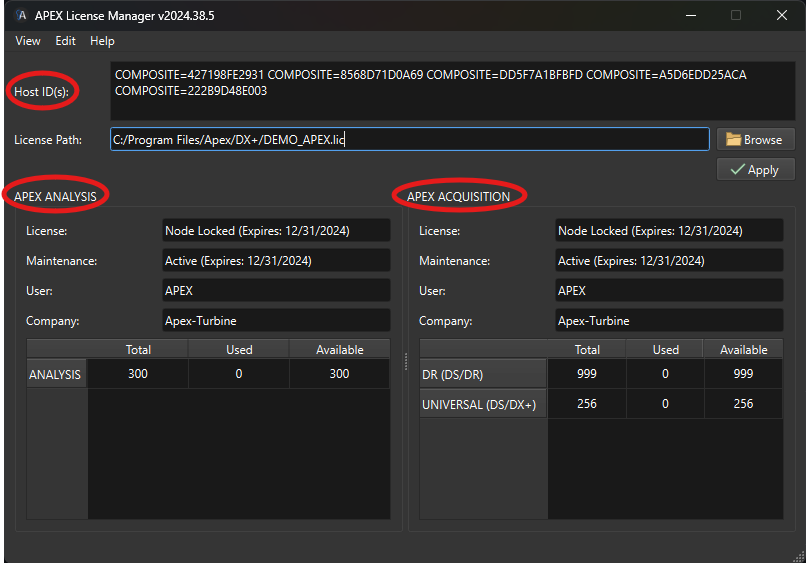 APEX License Manager v2024.38.5
View Edit Help
Host ID(s):
COMPOSITE=427198FE2931 COMPOSITE=8568D71D0A69 COMPOSITE=DD5F7A1BFBFD COMPOSITE=A5D6EDD25ACA
COMPOSITE=222B9D48E003
License Path: C:/Program Files/Apex/DX+/DEMO_APEX.lic Browse
Apply
APEX ANALYSIS
License: Node Locked (Expires: 12/31/2024)
Maintenance: Active (Expires: 12/31/2024)
User: APEX
Company: Apex-Turbine
Total Used Available
ANALYSIS 300 0 300
APEX ACQUISITION
License: Node Locked (Expires: 12/31/2024)
Maintenance: Active (Expires: 12/31/2024)
User: APEX
Company: Apex-Turbine
Total Used Available
DR (DS/DR) 999 0 999
UNIVERSAL (DS/DX+) 256 0 256